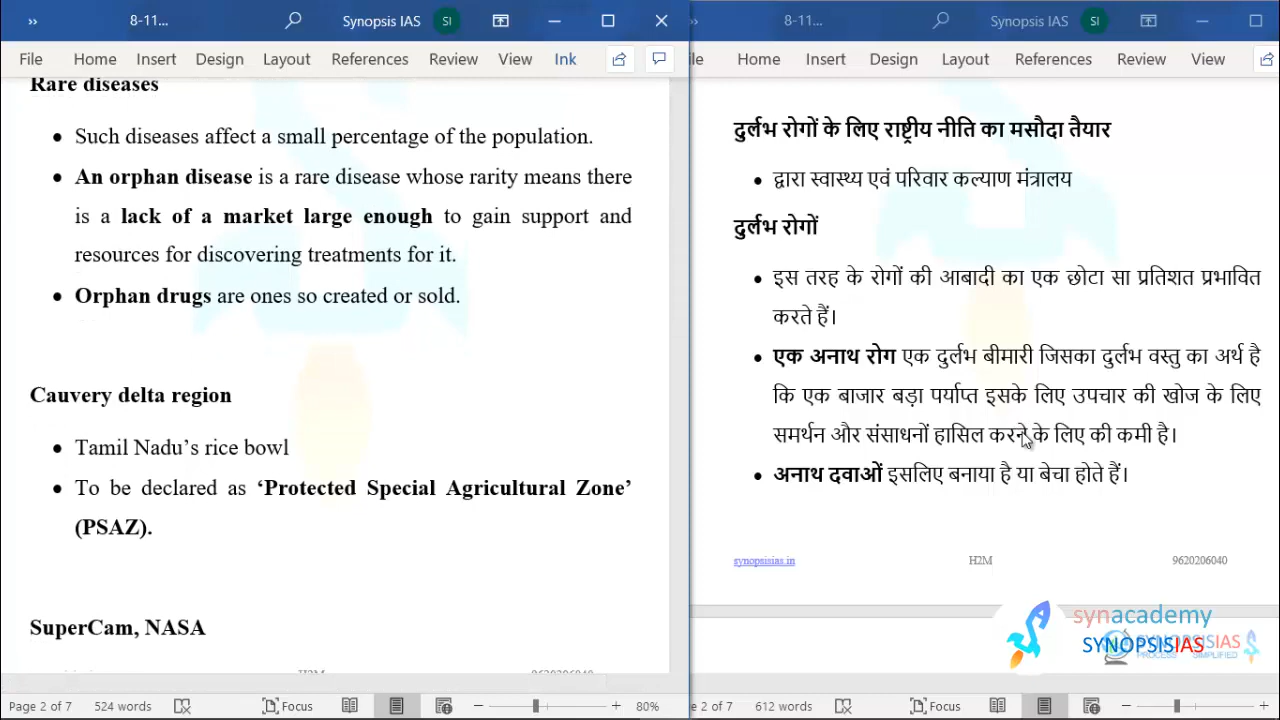 8-11...
Synopsis IAS
SI
File Home Insert Design Layout References Review View Ink
Rare diseases
Such diseases affect a small percentage of the population.
An orphan disease is a rare disease whose rarity means there
is a lack of a market large enough to gain support and
resources for discovering treatments for it.
Orphan drugs are ones so created or sold.
Cauvery delta region
Tamil Nadu's rice bowl
To be declared as ‘Protected Special Agricultural Zone’
(PSAZ).
SuperCam, NASA
Page 2 of 7 524 words Focus 80%
8-11...
Synopsis IAS
SI
le Home Insert Design Layout References Review View
दुर्लभ रोगों के लिए राष्ट्रीय नीति का मसौदा तैयार
द्वारा स्वास्थ्य एवं परिवार कल्याण मंत्रालय
दुर्लभ रोगों
इस तरह के रोगों की आबादी का एक छोटा सा प्रतिशत प्रभावित
करते हैं।
एक अनाथ रोग एक दुर्लभ बीमारी जिसका दुर्लभ वस्तु का अर्थ है
कि एक बाजार बड़ा पर्याप्त इसके लिए उपचार की खोज के लिए
समर्थन और संसाधनों हासिल करने के लिए की कमी है।
अनाथ दवाओं इसलिए बनाया है या बेचा होते हैं।
synopsisias.in H2M 9620206040
synacademy
SYNOPSISIAS
2 of 7 612 words Focus